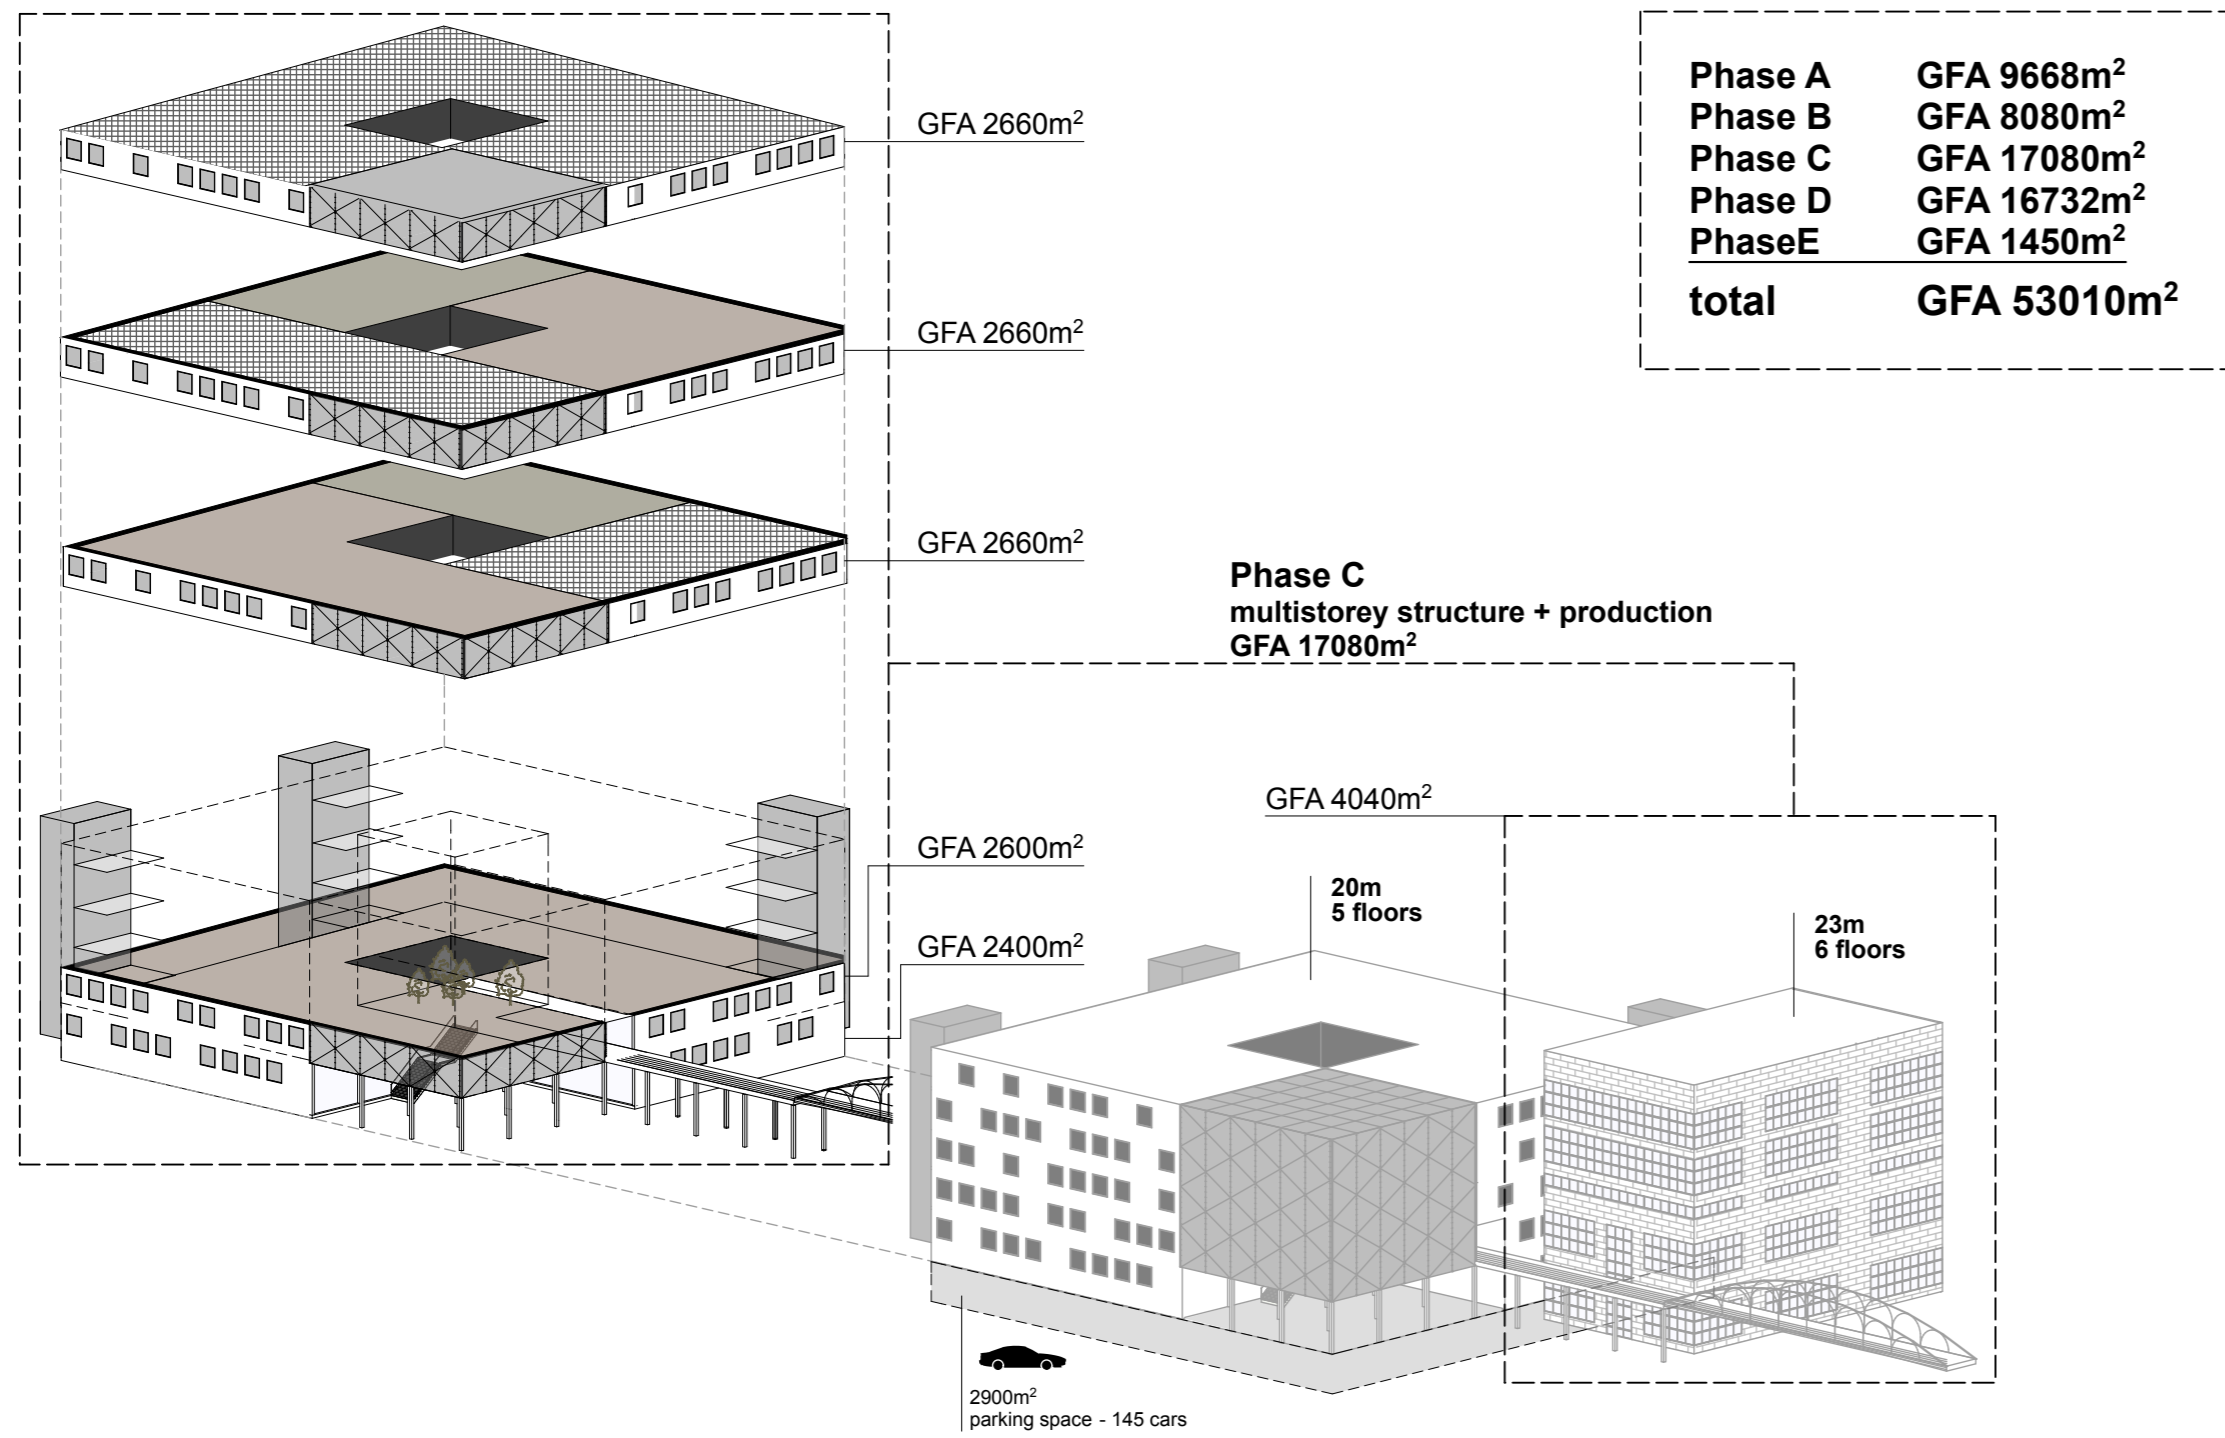 Phase A GFA 9668m²
Phase B GFA 8080m²
Phase C GFA 17080m²
Phase D GFA 16732m²
PhaseE GFA 1450m²
total GFA 53010m²
GFA 2660m²
GFA 2660m²
GFA 2660m²
Phase C
multistorey structure + production
GFA 17080m²
GFA 4040m²
GFA 2600m²
GFA 2400m²
20m
5 floors
23m
6 floors
2900m²
parking space - 145 cars